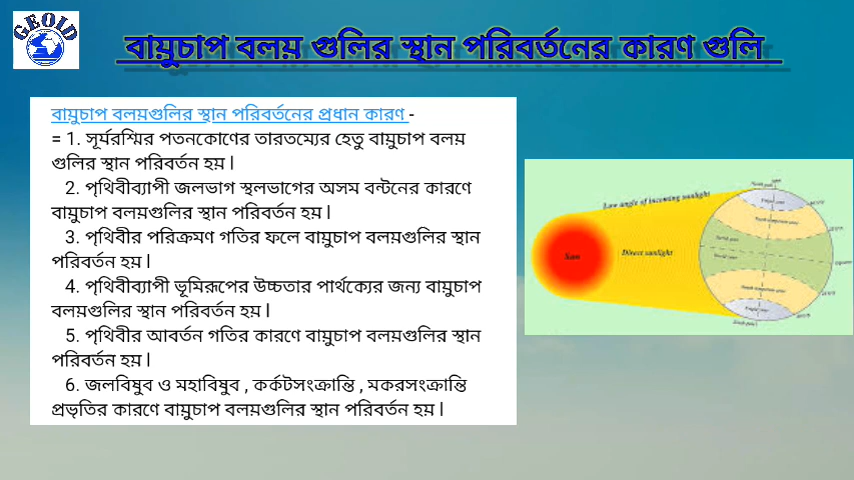 GEOID
বায়ুচাপ বলয় গুলির স্থান পরিবর্তনের কারণ গুলি
বায়ুচাপ বলয়গুলির স্থান পরিবর্তনের প্রধান কারণ -
= 1. সূর্যরশ্মির পতনকোণের তারতম্যের হেতু বায়ুচাপ বলয়
গুলির স্থান পরিবর্তন হয় l
2. পৃথিবীব্যাপী জলভাগ স্থলভাগের অসম বন্টনের কারণে
বায়ুচাপ বলয়গুলির স্থান পরিবর্তন হয় l
3. পৃথিবীর পরিক্রমণ গতির ফলে বায়ুচাপ বলয়গুলির স্থান
পরিবর্তন হয় l
4. পৃথিবীব্যাপী ভূমিরূপের উচ্চতার পার্থক্যের জন্য বায়ুচাপ
বলয়গুলির স্থান পরিবর্তন হয় l
5. পৃথিবীর আবর্তন গতির কারণে বায়ুচাপ বলয়গুলির স্থান
পরিবর্তন হয় l
6. জলবিষুব ও মহাবিষুব , কর্কটসংক্রান্তি , মকরসংক্রান্তি
প্রভৃতির কারণে বায়ুচাপ বলয়গুলির স্থান পরিবর্তন হয় l
Low angle of incoming sunlight
Sun
Direct sunlight